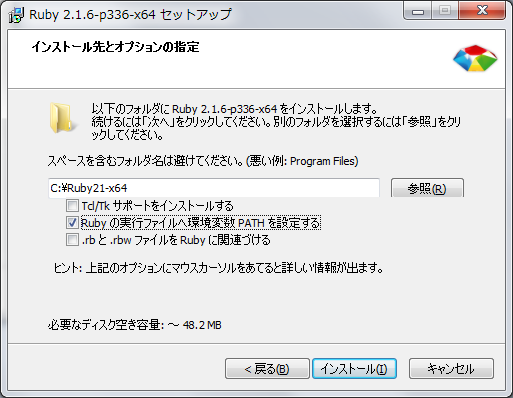 Ruby 2.1.6-p336-x64 セットアップ
インストール先とオプションの指定
以下のフォルダに Ruby 2.1.6-p336-x64 をインストールします。
続けるには「次へ」をクリックしてください。別のフォルダを選択するには「参照」をクリ
ックしてください。
スペースを含むフォルダ名は避けてください。(悪い例: Program Files)
C:¥Ruby21-x64
参照(R)
Tcl/Tk サポートをインストールする
Ruby の実行ファイルへ環境変数 PATH を設定する
.rb と .rbw ファイルを Ruby に関連づける
ヒント: 上記のオプションにマウスカーソルをあてると詳しい情報が出ます。
必要なディスク空き容量: ～ 48.2 MB
< 戻る(B)
インストール(I)
キャンセル